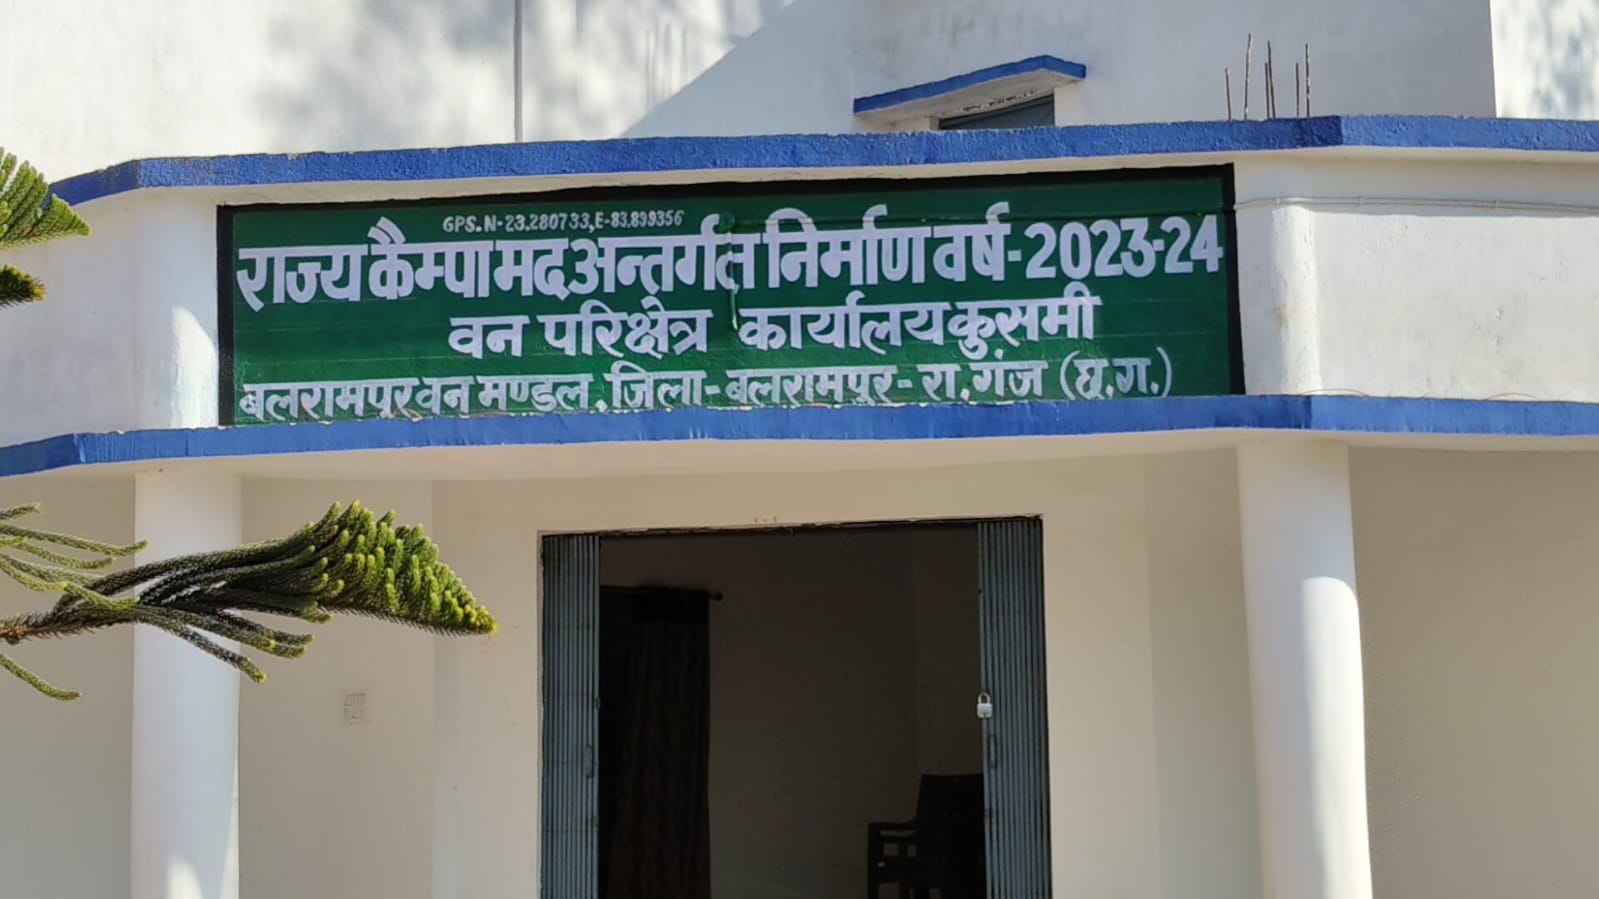 GPS. N-23.280733, E-83.899356
राज्य कैम्पा मद अन्तर्गत निर्माण वर्ष-2023-24
वन परिक्षेत्र कार्यालय कुसमी
बलरामपुर वन मण्डल, जिला-बलरामपुर-रा.गंज (छ.ग.)